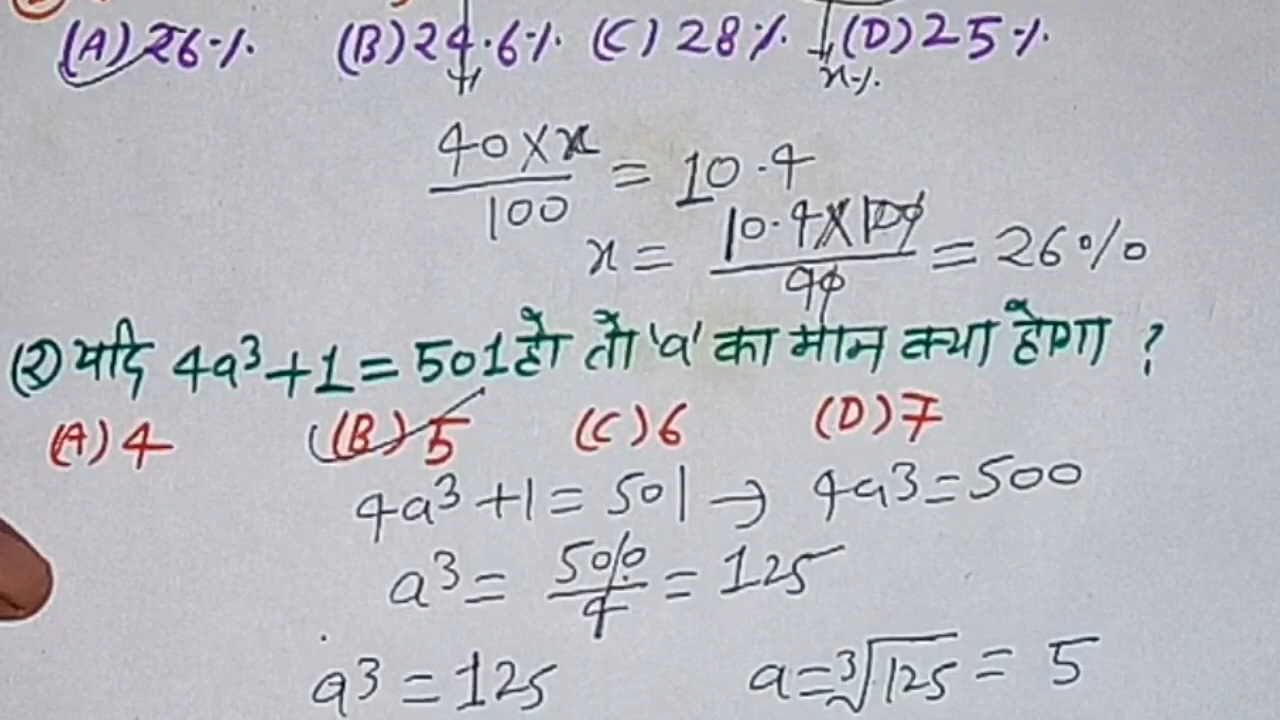 (A) 26% (B) 24.6% (C) 28% (D) 25%
x%
40×x/100 = 10.4
x = 10.4×100/40 = 26%
(2) यदि 4a³+1=501 हो तो 'a' का मान क्या होगा ?
(A) 4 (B) 5 (C) 6 (D) 7
4a³+1=501 → 4a³=500
a³ = 500/4 = 125
a³ = 125 a=∛125 = 5